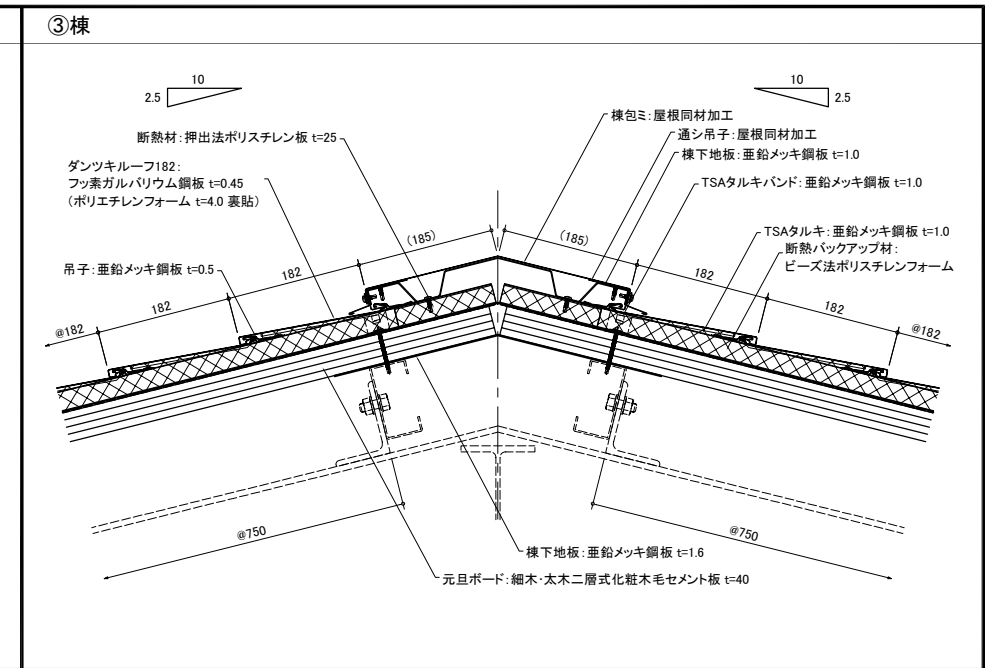 ③棟
10
2.5
10
2.5
断熱材：押出法ポリスチレン板 t=25
ダンツキルーフ182：
フッ素ガルバリウム鋼板 t=0.45
（ポリエチレンフォーム t=4.0 裏貼）
吊子：亜鉛メッキ鋼板 t=0.5
棟包ミ：屋根同材加工
通シ吊子：屋根同材加工
棟下地板：亜鉛メッキ鋼板 t=1.0
TSAタルキバンド：亜鉛メッキ鋼板 t=1.0
TSAタルキ：亜鉛メッキ鋼板 t=1.0
断熱バックアップ材：
ビーズ法ポリスチレンフォーム
@182
182
182
(185)
(185)
182
182
@182
@750
@750
棟下地板：亜鉛メッキ鋼板 t=1.6
元旦ボード：細木・太木二層式化粧木毛セメント板 t=40